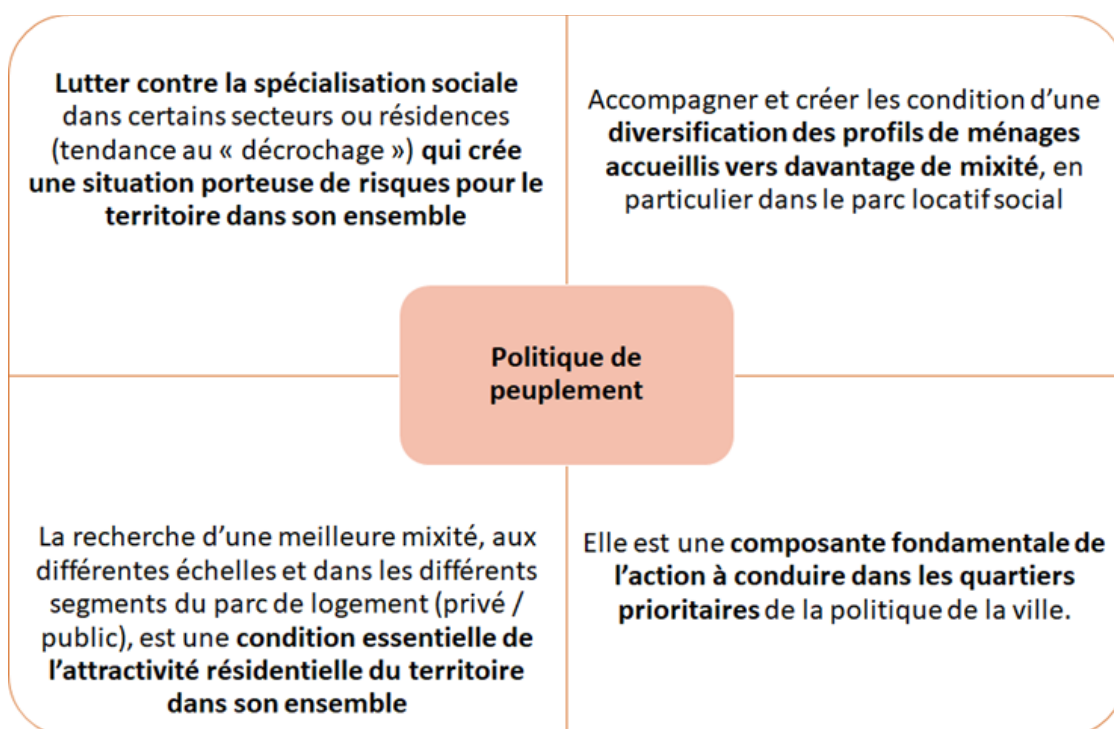 Lutter contre la spécialisation sociale
dans certains secteurs ou résidences
(tendance au « décrochage ») qui crée
une situation porteuse de risques pour le
territoire dans son ensemble
Accompagner et créer les condition d’une
diversification des profils de ménages
accueillis vers davantage de mixité, en
particulier dans le parc locatif social
Politique de
peuplement
La recherche d’une meilleure mixité, aux
différentes échelles et dans les différents
segments du parc de logement (privé /
public), est une condition essentielle de
l’attractivité résidentielle du territoire
dans son ensemble
Elle est une composante fondamentale de
l’action à conduire dans les quartiers
prioritaires de la politique de la ville.